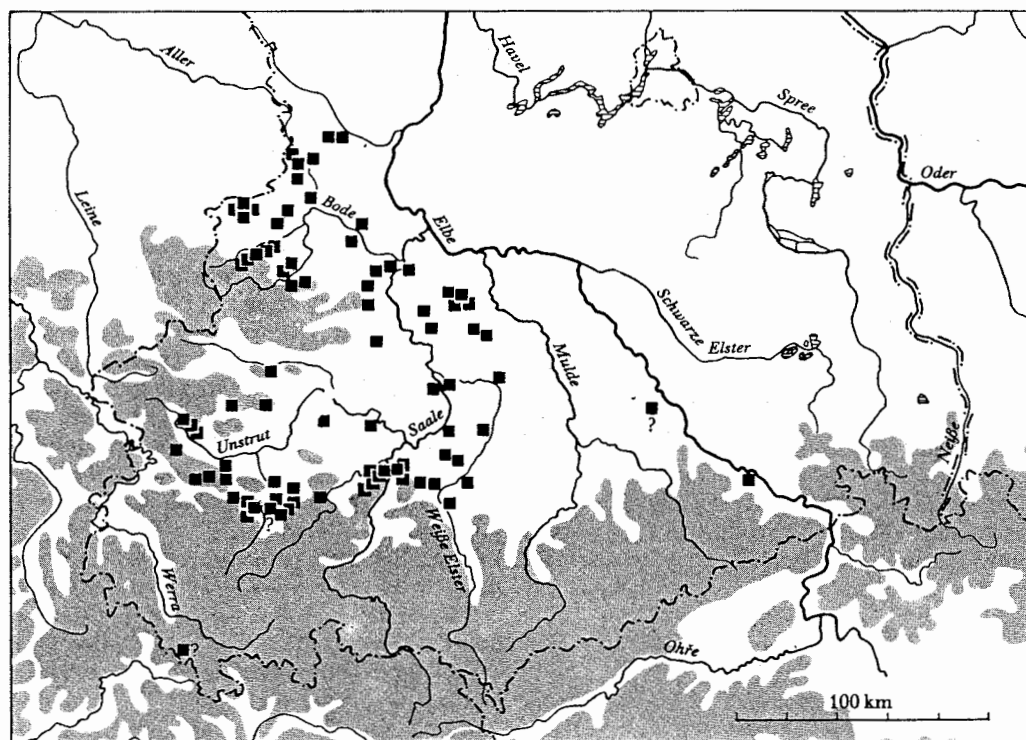 Aller
Havel
Spree
Oder
Leine
Bode
Elbe
Schwarze
Elster
Mulde
Neiße
Saale
Unstrut
?
?
Weiße Elster
Werra
?
Ohře
100 km